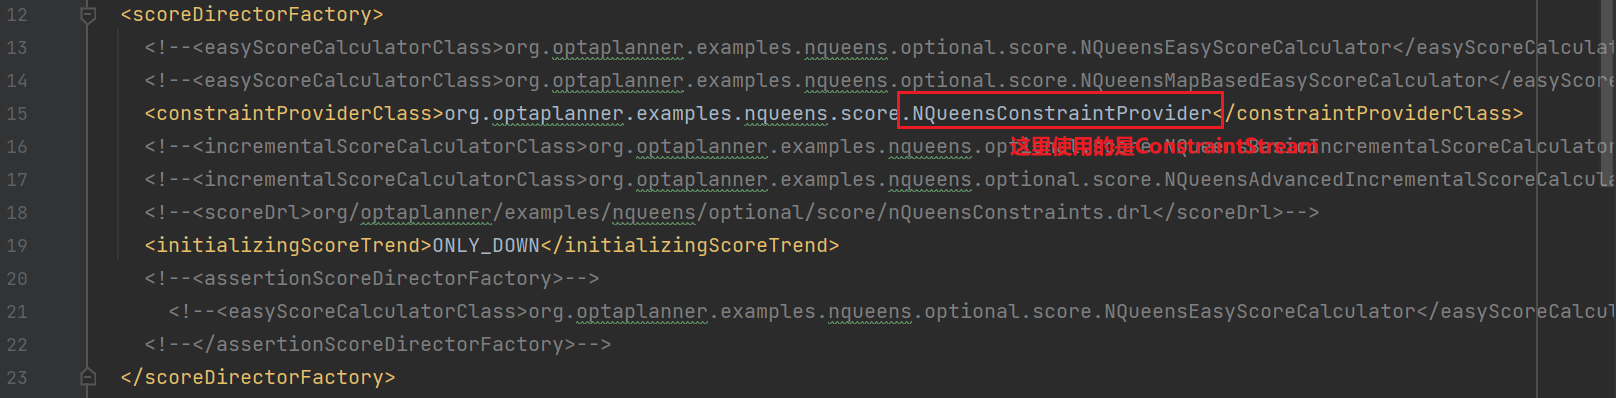 12 <scoreDirectorFactory>
13 <!--<easyScoreCalculatorClass>org.optaplanner.examples.nqueens.optional.score.NQueensEasyScoreCalculator</easyScoreCalculat
14 <!--<easyScoreCalculatorClass>org.optaplanner.examples.nqueens.optional.score.NQueensMapBasedEasyScoreCalculator</easyScore
15 <constraintProviderClass>org.optaplanner.examples.nqueens.score.NQueensConstraintProvider</constraintProviderClass>
这里使用的是ConstraintStream
16 <!--<incrementalScoreCalculatorClass>org.optaplanner.examples.nqueens.optional.score.NQueensBasicIncrementalScoreCalculator
17 <!--<incrementalScoreCalculatorClass>org.optaplanner.examples.nqueens.optional.score.NQueensAdvancedIncrementalScoreCalcula
18 <!--<scoreDrl>org/optaplanner/examples/nqueens/optional/score/nQueensConstraints.drl</scoreDrl>-->
19 <initializingScoreTrend>ONLY_DOWN</initializingScoreTrend>
20 <!--<assertionScoreDirectorFactory>-->
21 <!--<easyScoreCalculatorClass>org.optaplanner.examples.nqueens.optional.score.NQueensEasyScoreCalculator</easyScoreCalcul
22 <!--</assertionScoreDirectorFactory>-->
23 </scoreDirectorFactory>